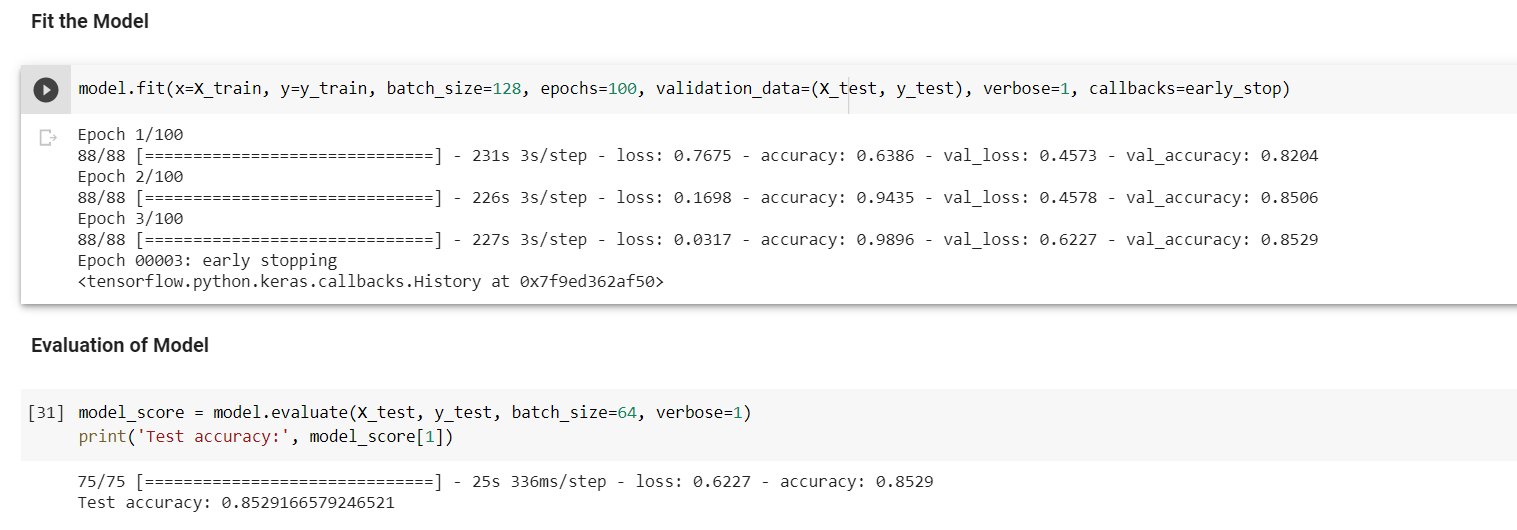 Fit the Model
model.fit(x=X_train, y=y_train, batch_size=128, epochs=100, validation_data=(X_test, y_test), verbose=1, callbacks=early_stop)
Epoch 1/100
88/88 [==============================] - 231s 3s/step - loss: 0.7675 - accuracy: 0.6386 - val_loss: 0.4573 - val_accuracy: 0.8204
Epoch 2/100
88/88 [==============================] - 226s 3s/step - loss: 0.1698 - accuracy: 0.9435 - val_loss: 0.4578 - val_accuracy: 0.8506
Epoch 3/100
88/88 [==============================] - 227s 3s/step - loss: 0.0317 - accuracy: 0.9896 - val_loss: 0.6227 - val_accuracy: 0.8529
Epoch 00003: early stopping
<tensorflow.python.keras.callbacks.History at 0x7f9ed362af50>
Evaluation of Model
[31] model_score = model.evaluate(X_test, y_test, batch_size=64, verbose=1)
print('Test accuracy:', model_score[1])
75/75 [==============================] - 25s 336ms/step - loss: 0.6227 - accuracy: 0.8529
Test accuracy: 0.8529166579246521